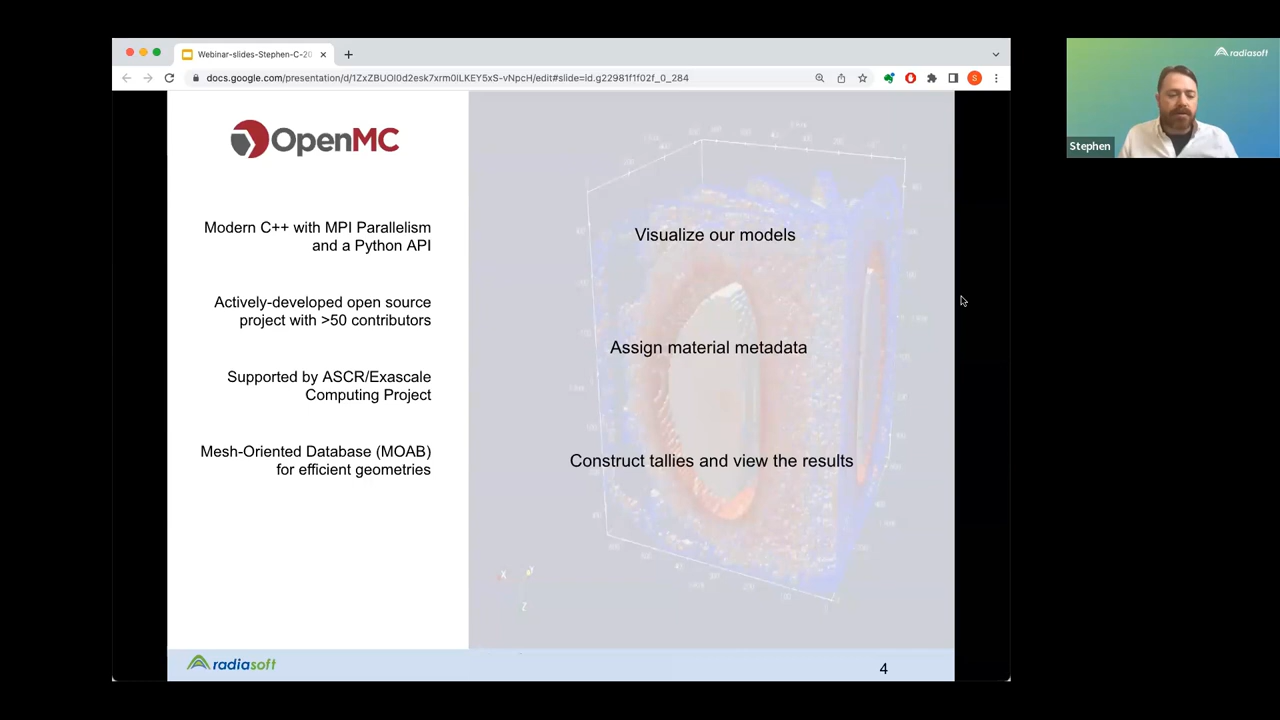 Webinar-slides-Stephen-C-20
docs.google.com/presentation/d/1ZxZBUOI0d2esk7xrm0ILKEY5xS-vNpcH/edit#slide=id.g22981f1f02f_0_284
S
radiasoft
Stephen
OpenMC
Modern C++ with MPI Parallelism
and a Python API
Actively-developed open source
project with >50 contributors
Supported by ASCR/Exascale
Computing Project
Mesh-Oriented Database (MOAB)
for efficient geometries
Visualize our models
Assign material metadata
Construct tallies and view the results
X
Y
Z
radiasoft
4